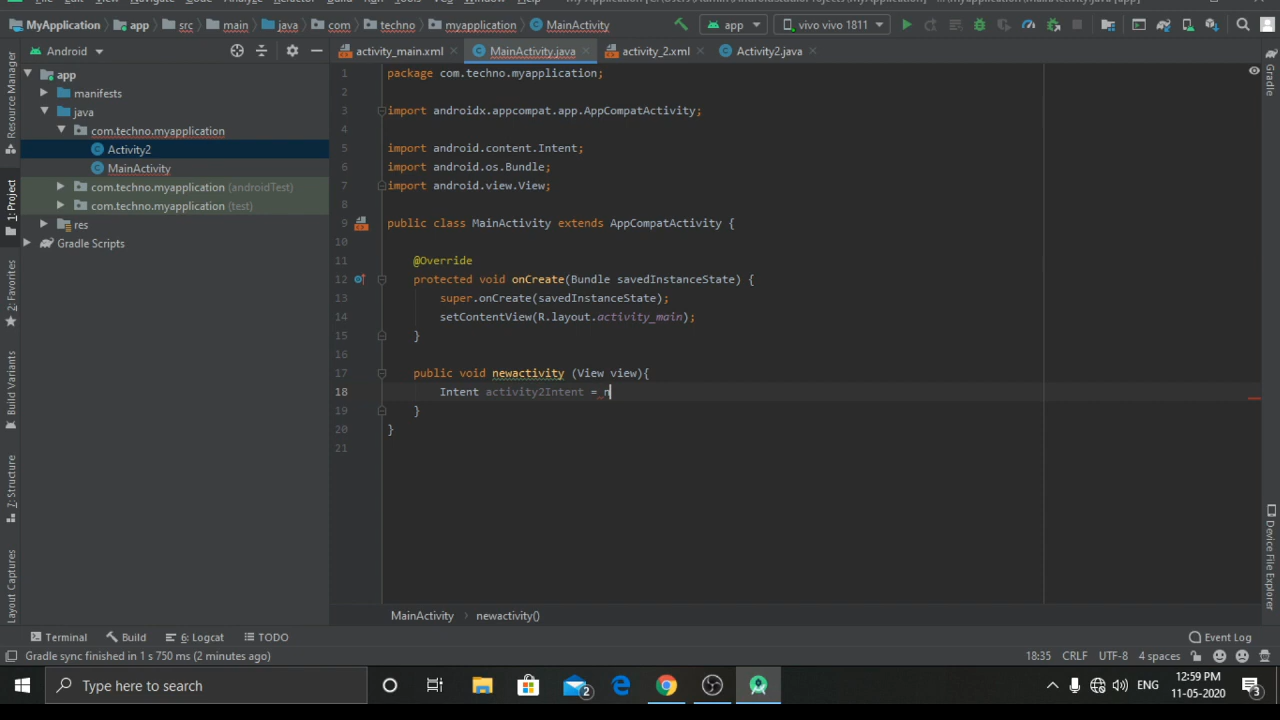 MyApplication app src main java com techno myapplication MainActivity app vivo vivo 1811
Android activity_main.xml MainActivity.java activity_2.xml Activity2.java
Resource Manager
1: Project
2: Favorites
Build Variants
7: Structure
Layout Captures
app
manifests
java
com.techno.myapplication
Activity2
MainActivity
com.techno.myapplication (androidTest)
com.techno.myapplication (test)
res
Gradle Scripts
1 package com.techno.myapplication;
2
3 import androidx.appcompat.app.AppCompatActivity;
4
5 import android.content.Intent;
6 import android.os.Bundle;
7 import android.view.View;
8
9 public class MainActivity extends AppCompatActivity {
10
11 @Override
12 protected void onCreate(Bundle savedInstanceState) {
13 super.onCreate(savedInstanceState);
14 setContentView(R.layout.activity_main);
15 }
16
17 public void newactivity (View view){
18 Intent activity2Intent = n
19 }
20 }
21
Gradle
Device File Explorer
MainActivity newactivity()
Terminal Build 6: Logcat TODO Event Log
Gradle sync finished in 1 s 750 ms (2 minutes ago) 18:35 CRLF UTF-8 4 spaces
Type here to search 2 ENG 12:59 PM
11-05-2020 3